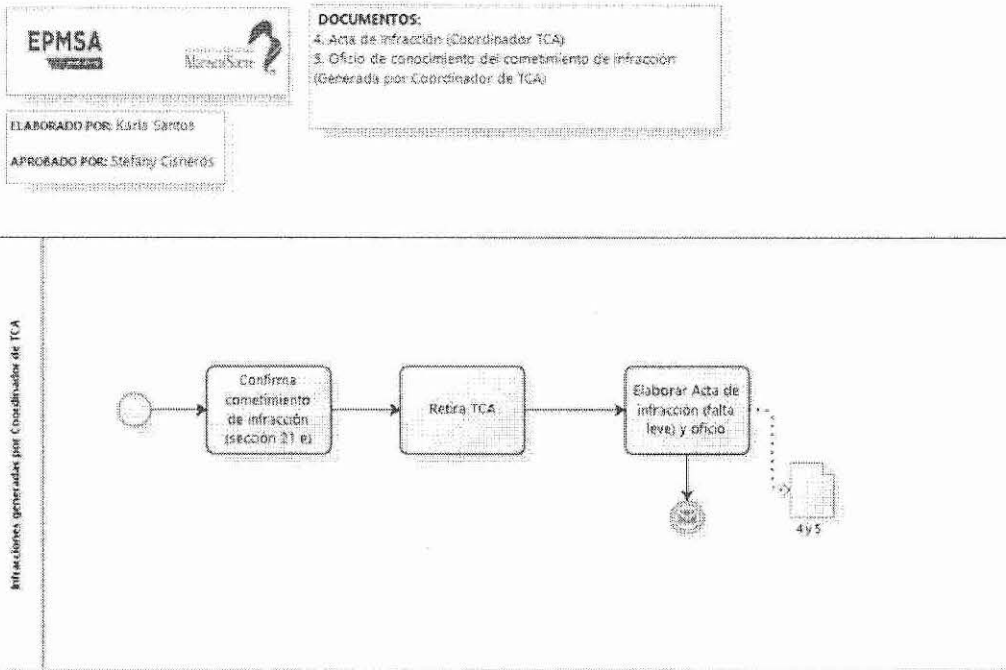 EPMSA
Mariscal Sucre
DOCUMENTOS:
4. Acta de Infracción (Coordinador TCA)
5. Oficio de conocimiento del cometimiento de infracción
(Generada por Coordinador de TCA)
ELABORADO POR: Karla Santos
APROBADO POR: Stefany Cisneros
Infracciones generadas por Coordinador de TCA
Confirma
cometimiento
de infracción
(sección 21 e)
Retira TCA
Elaborar Acta de
infracción (falta
leve) y oficio
4 y 5